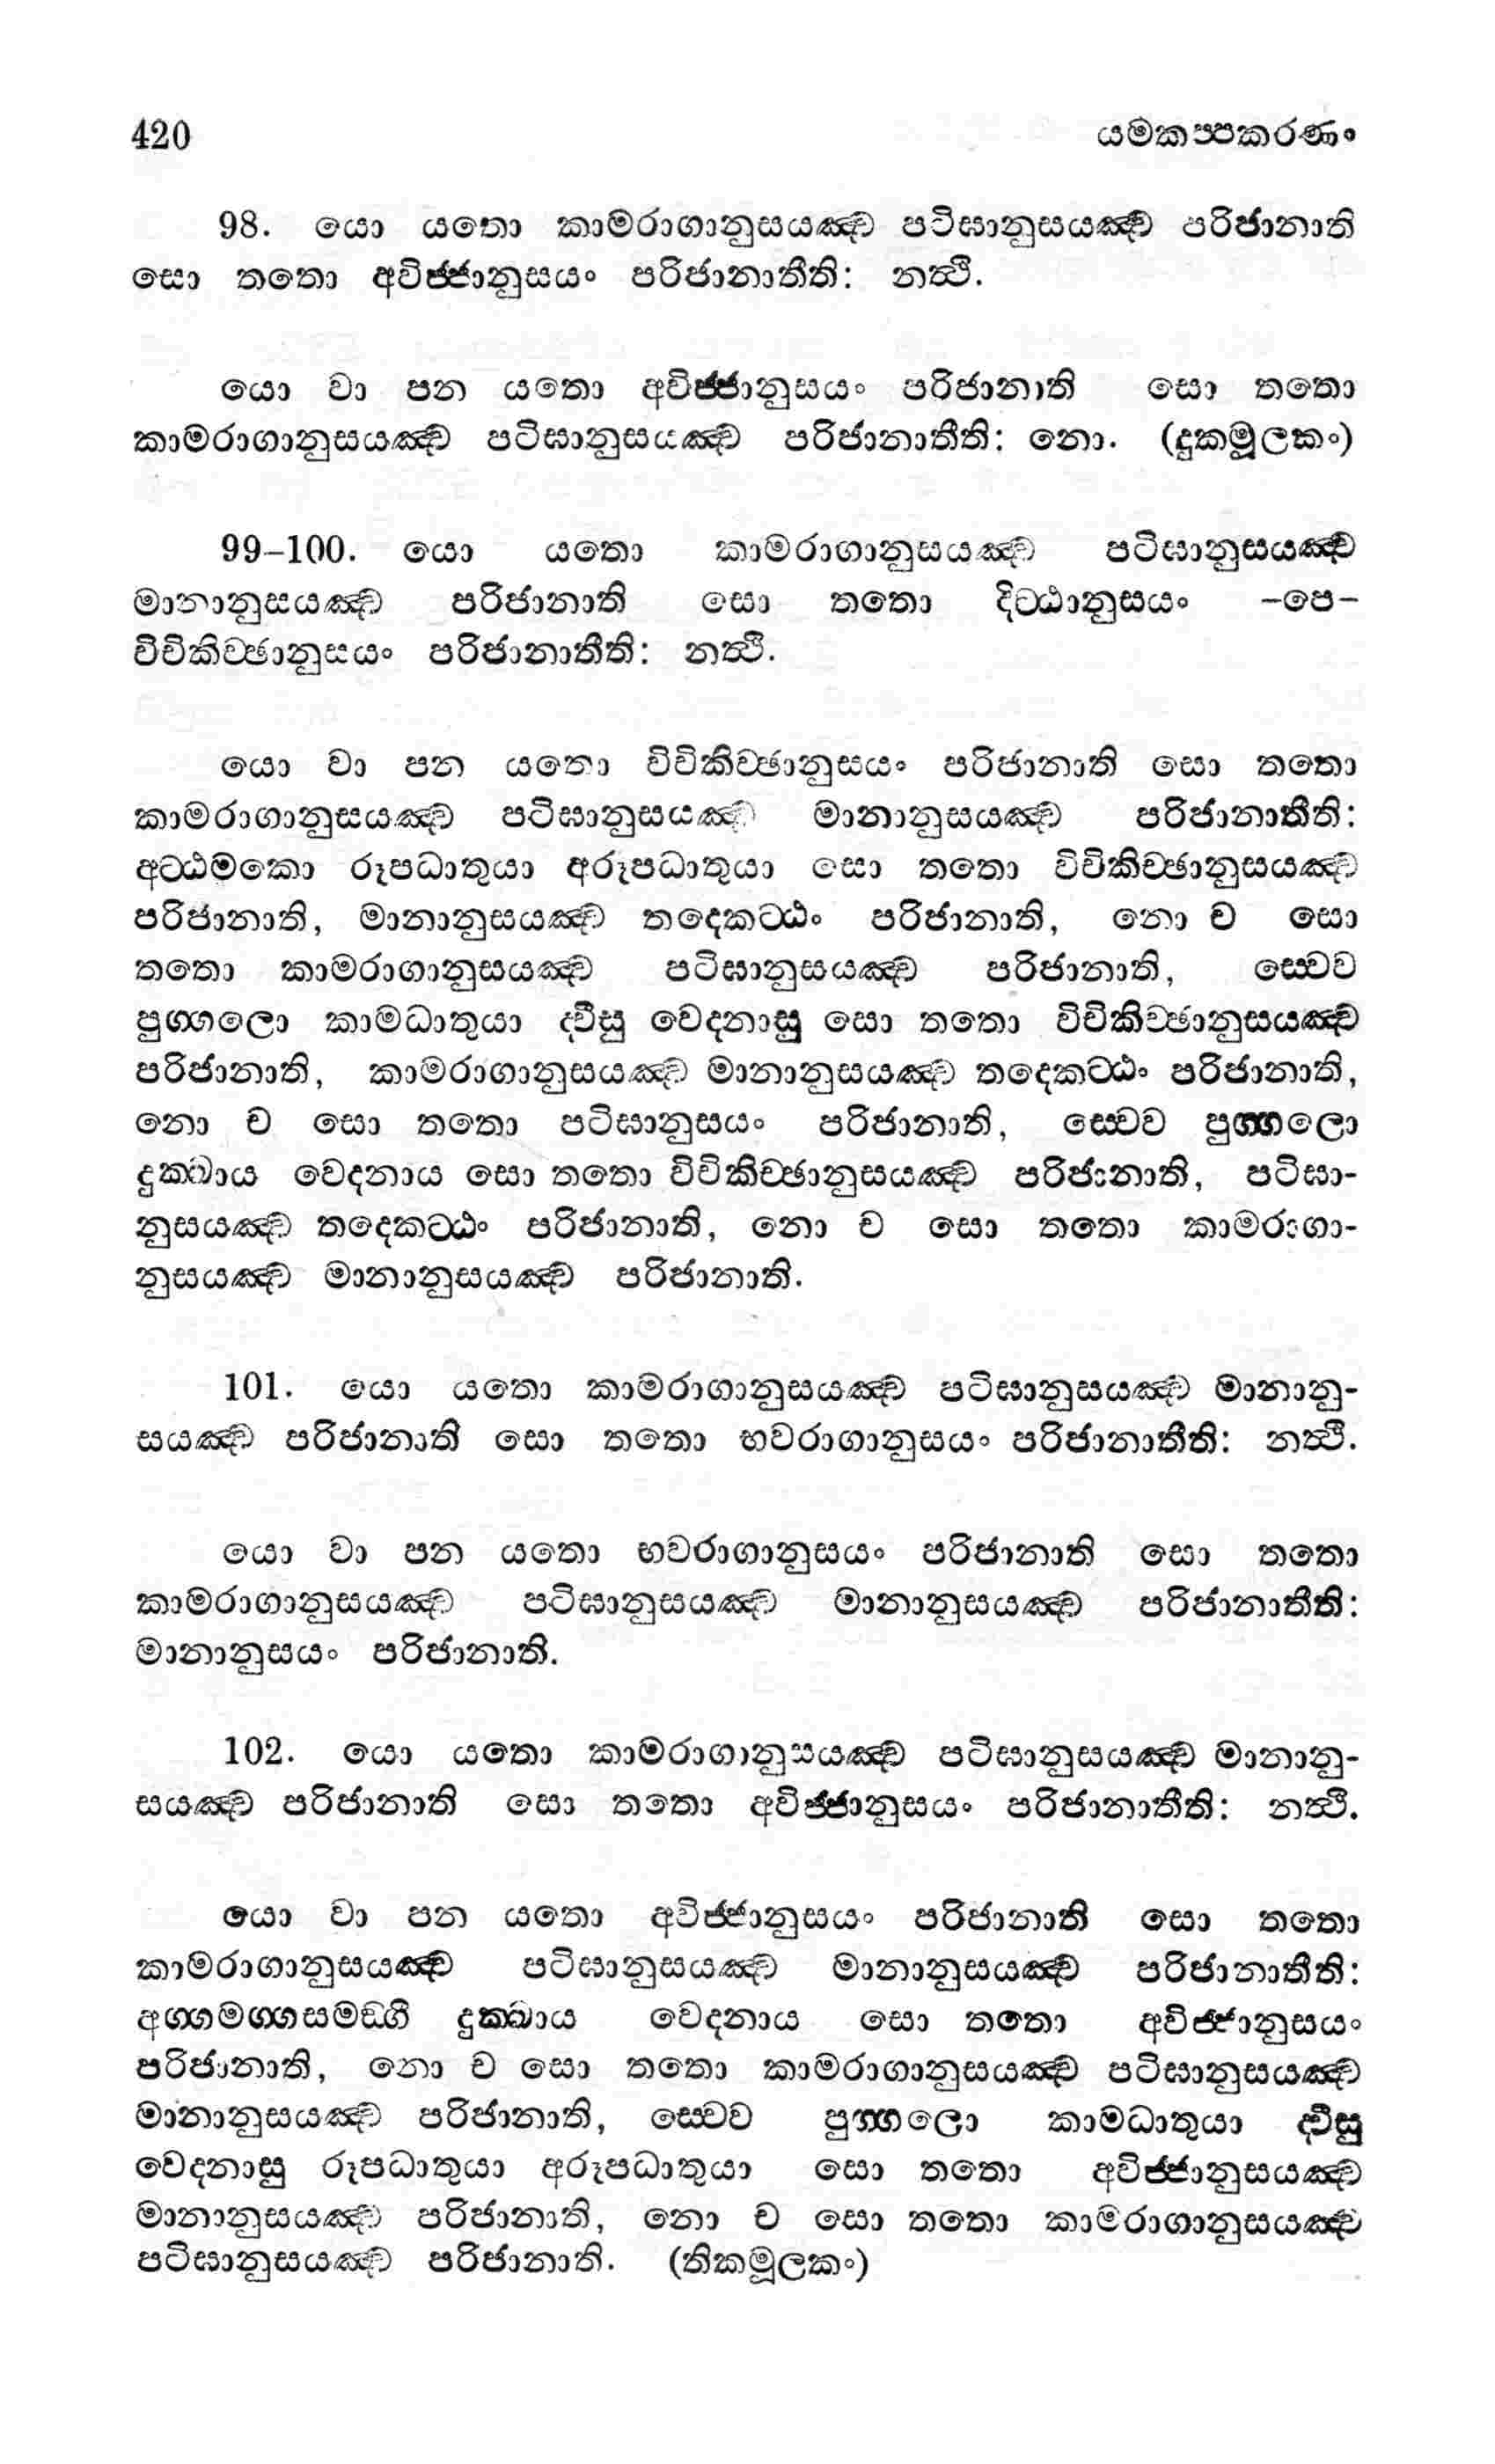 420 යමකප්පකරණං
98. යො යතො කාමරාගානුසයඤ්ච පටිඝානුසයඤ්ච පරිජානාති
සො තතො අවිජ්ජානුසයං පරිජානාතීති: නත්ථි.
යො වා පන යතො අවිජ්ජානුසයං පරිජානාති සො තතො
කාමරාගානුසයඤ්ච පටිඝානුසයඤ්ච පරිජානාතීති: නො. (දුකමූලකං)
99–100. යො යතො කාමරාගානුසයඤ්ච පටිඝානුසයඤ්ච
මානානුසයඤ්ච පරිජානාති සො තතො දිට්ඨානුසයං –පෙ–
විචිකිච්ඡානුසයං පරිජානාතීති: නත්ථි.
යො වා පන යතො විචිකිච්ඡානුසයං පරිජානාති සො තතො
කාමරාගානුසයඤ්ච පටිඝානුසයඤ්ච මානානුසයඤ්ච පරිජානාතීති:
අට්ඨමකො රූපධාතුයා අරූපධාතුයා සො තතො විචිකිච්ඡානුසයඤ්ච
පරිජානාති, මානානුසයඤ්ච තදෙකට්ඨං පරිජානාති, නො ච සො
තතො කාමරාගානුසයඤ්ච පටිඝානුසයඤ්ච පරිජානාති, ස්වෙව
පුග්ගලො කාමධාතුයා ද්වීසු වෙදනාසු සො තතො විචිකිච්ඡානුසයඤ්ච
පරිජානාති, කාමරාගානුසයඤ්ච මානානුසයඤ්ච තදෙකට්ඨං පරිජානාති,
නො ච සො තතො පටිඝානුසයං පරිජානාති, ස්වෙව පුග්ගලො
දුක්ඛාය වෙදනාය සො තතො විචිකිච්ඡානුසයඤ්ච පරිජානාති, පටිඝා-
නුසයඤ්ච තදෙකට්ඨං පරිජානාති, නො ච සො තතො කාමරාගා-
නුසයඤ්ච මානානුසයඤ්ච පරිජානාති.
101. යො යතො කාමරාගානුසයඤ්ච පටිඝානුසයඤ්ච මානානු-
සයඤ්ච පරිජානාති සො තතො භවරාගානුසයං පරිජානාතීති: නත්ථි.
යො වා පන යතො භවරාගානුසයං පරිජානාති සො තතො
කාමරාගානුසයඤ්ච පටිඝානුසයඤ්ච මානානුසයඤ්ච පරිජානාතීති:
මානානුසයං පරිජානාති.
102. යො යතො කාමරාගානුසයඤ්ච පටිඝානුසයඤ්ච මානානු-
සයඤ්ච පරිජානාති සො තතො අවිජ්ජානුසයං පරිජානාතීති: නත්ථි.
යො වා පන යතො අවිජ්ජානුසයං පරිජානාති සො තතො
කාමරාගානුසයඤ්ච පටිඝානුසයඤ්ච මානානුසයඤ්ච පරිජානාතීති:
අග්ගමග්ගසමඞ්ගී දුක්ඛාය වෙදනාය සො තතො අවිජ්ජානුසයං
පරිජානාති, නො ච සො තතො කාමරාගානුසයඤ්ච පටිඝානුසයඤ්ච
මානානුසයඤ්ච පරිජානාති, ස්වෙව පුග්ගලො කාමධාතුයා ද්වීසු
වෙදනාසු රූපධාතුයා අරූපධාතුයා සො තතො අවිජ්ජානුසයඤ්ච
මානානුසයඤ්ච පරිජානාති, නො ච සො තතො කාමරාගානුසයඤ්ච
පටිඝානුසයඤ්ච පරිජානාති. (තිකමූලකං)